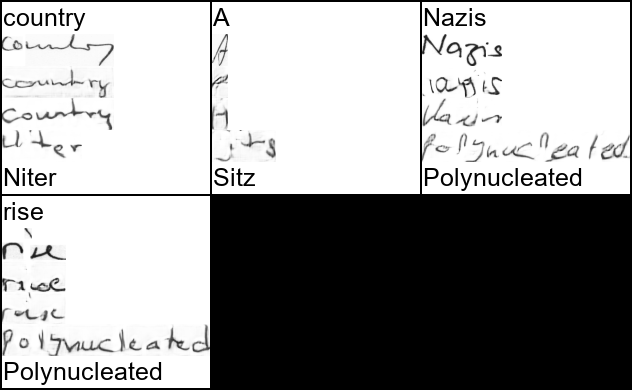 country
country
country
country
Niter
Niter
A
A
A
A
Sitz
Nazis
Nazis
Nazis
Nazis
Polynucleated
Polynucleated
rise
rise
rise
rise
Polynucleated
Polynucleated